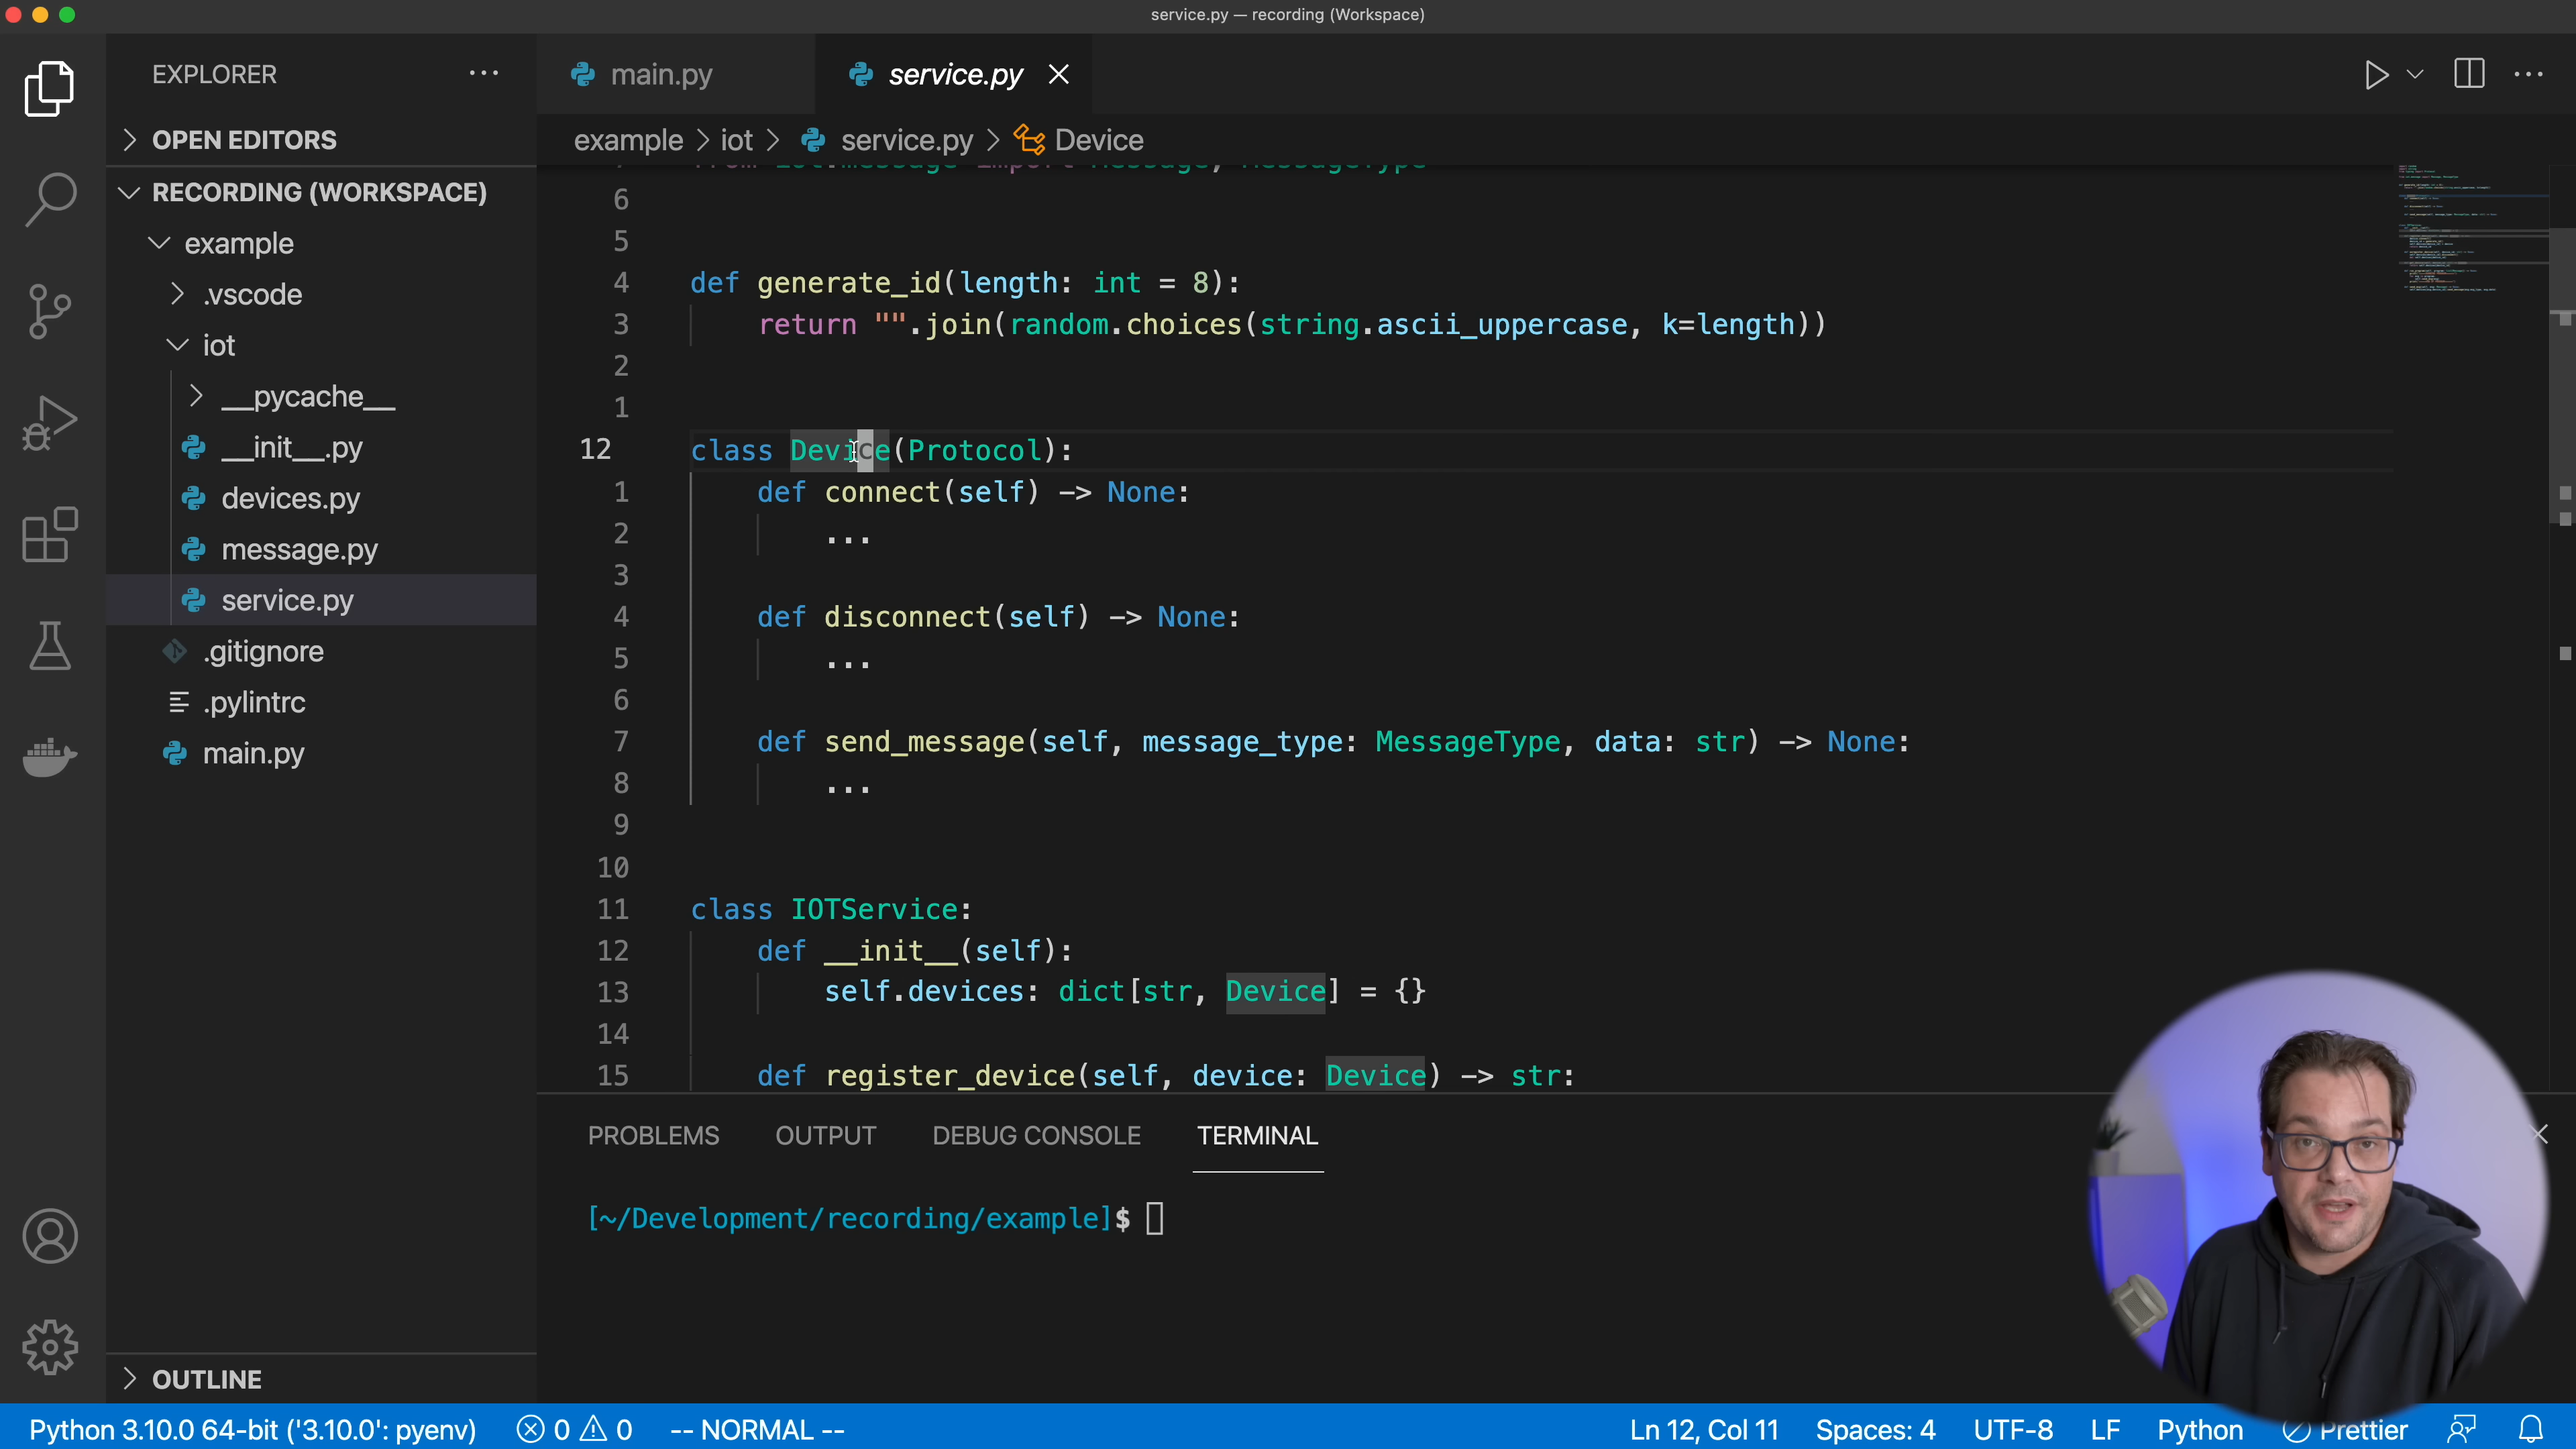 service.py — recording (Workspace)
EXPLORER
OPEN EDITORS
RECORDING (WORKSPACE)
example
.vscode
iot
__pycache__
__init__.py
devices.py
message.py
service.py
.gitignore
.pylintrc
main.py
OUTLINE
main.py
service.py
example > iot > service.py > Device
from iot.message import Message, MessageType
6
5
4 def generate_id(length: int = 8):
3 return "".join(random.choices(string.ascii_uppercase, k=length))
2
1
12 class Device(Protocol):
1 def connect(self) -> None:
2 ...
3
4 def disconnect(self) -> None:
5 ...
6
7 def send_message(self, message_type: MessageType, data: str) -> None:
8 ...
9
10
11 class IOTService:
12 def __init__(self):
13 self.devices: dict[str, Device] = {}
14
15 def register_device(self, device: Device) -> str:
PROBLEMS OUTPUT DEBUG CONSOLE TERMINAL
[~/Development/recording/example]$
Python 3.10.0 64-bit ('3.10.0': pyenv) 0 0 -- NORMAL -- Ln 12, Col 11 Spaces: 4 UTF-8 LF Python Prettier